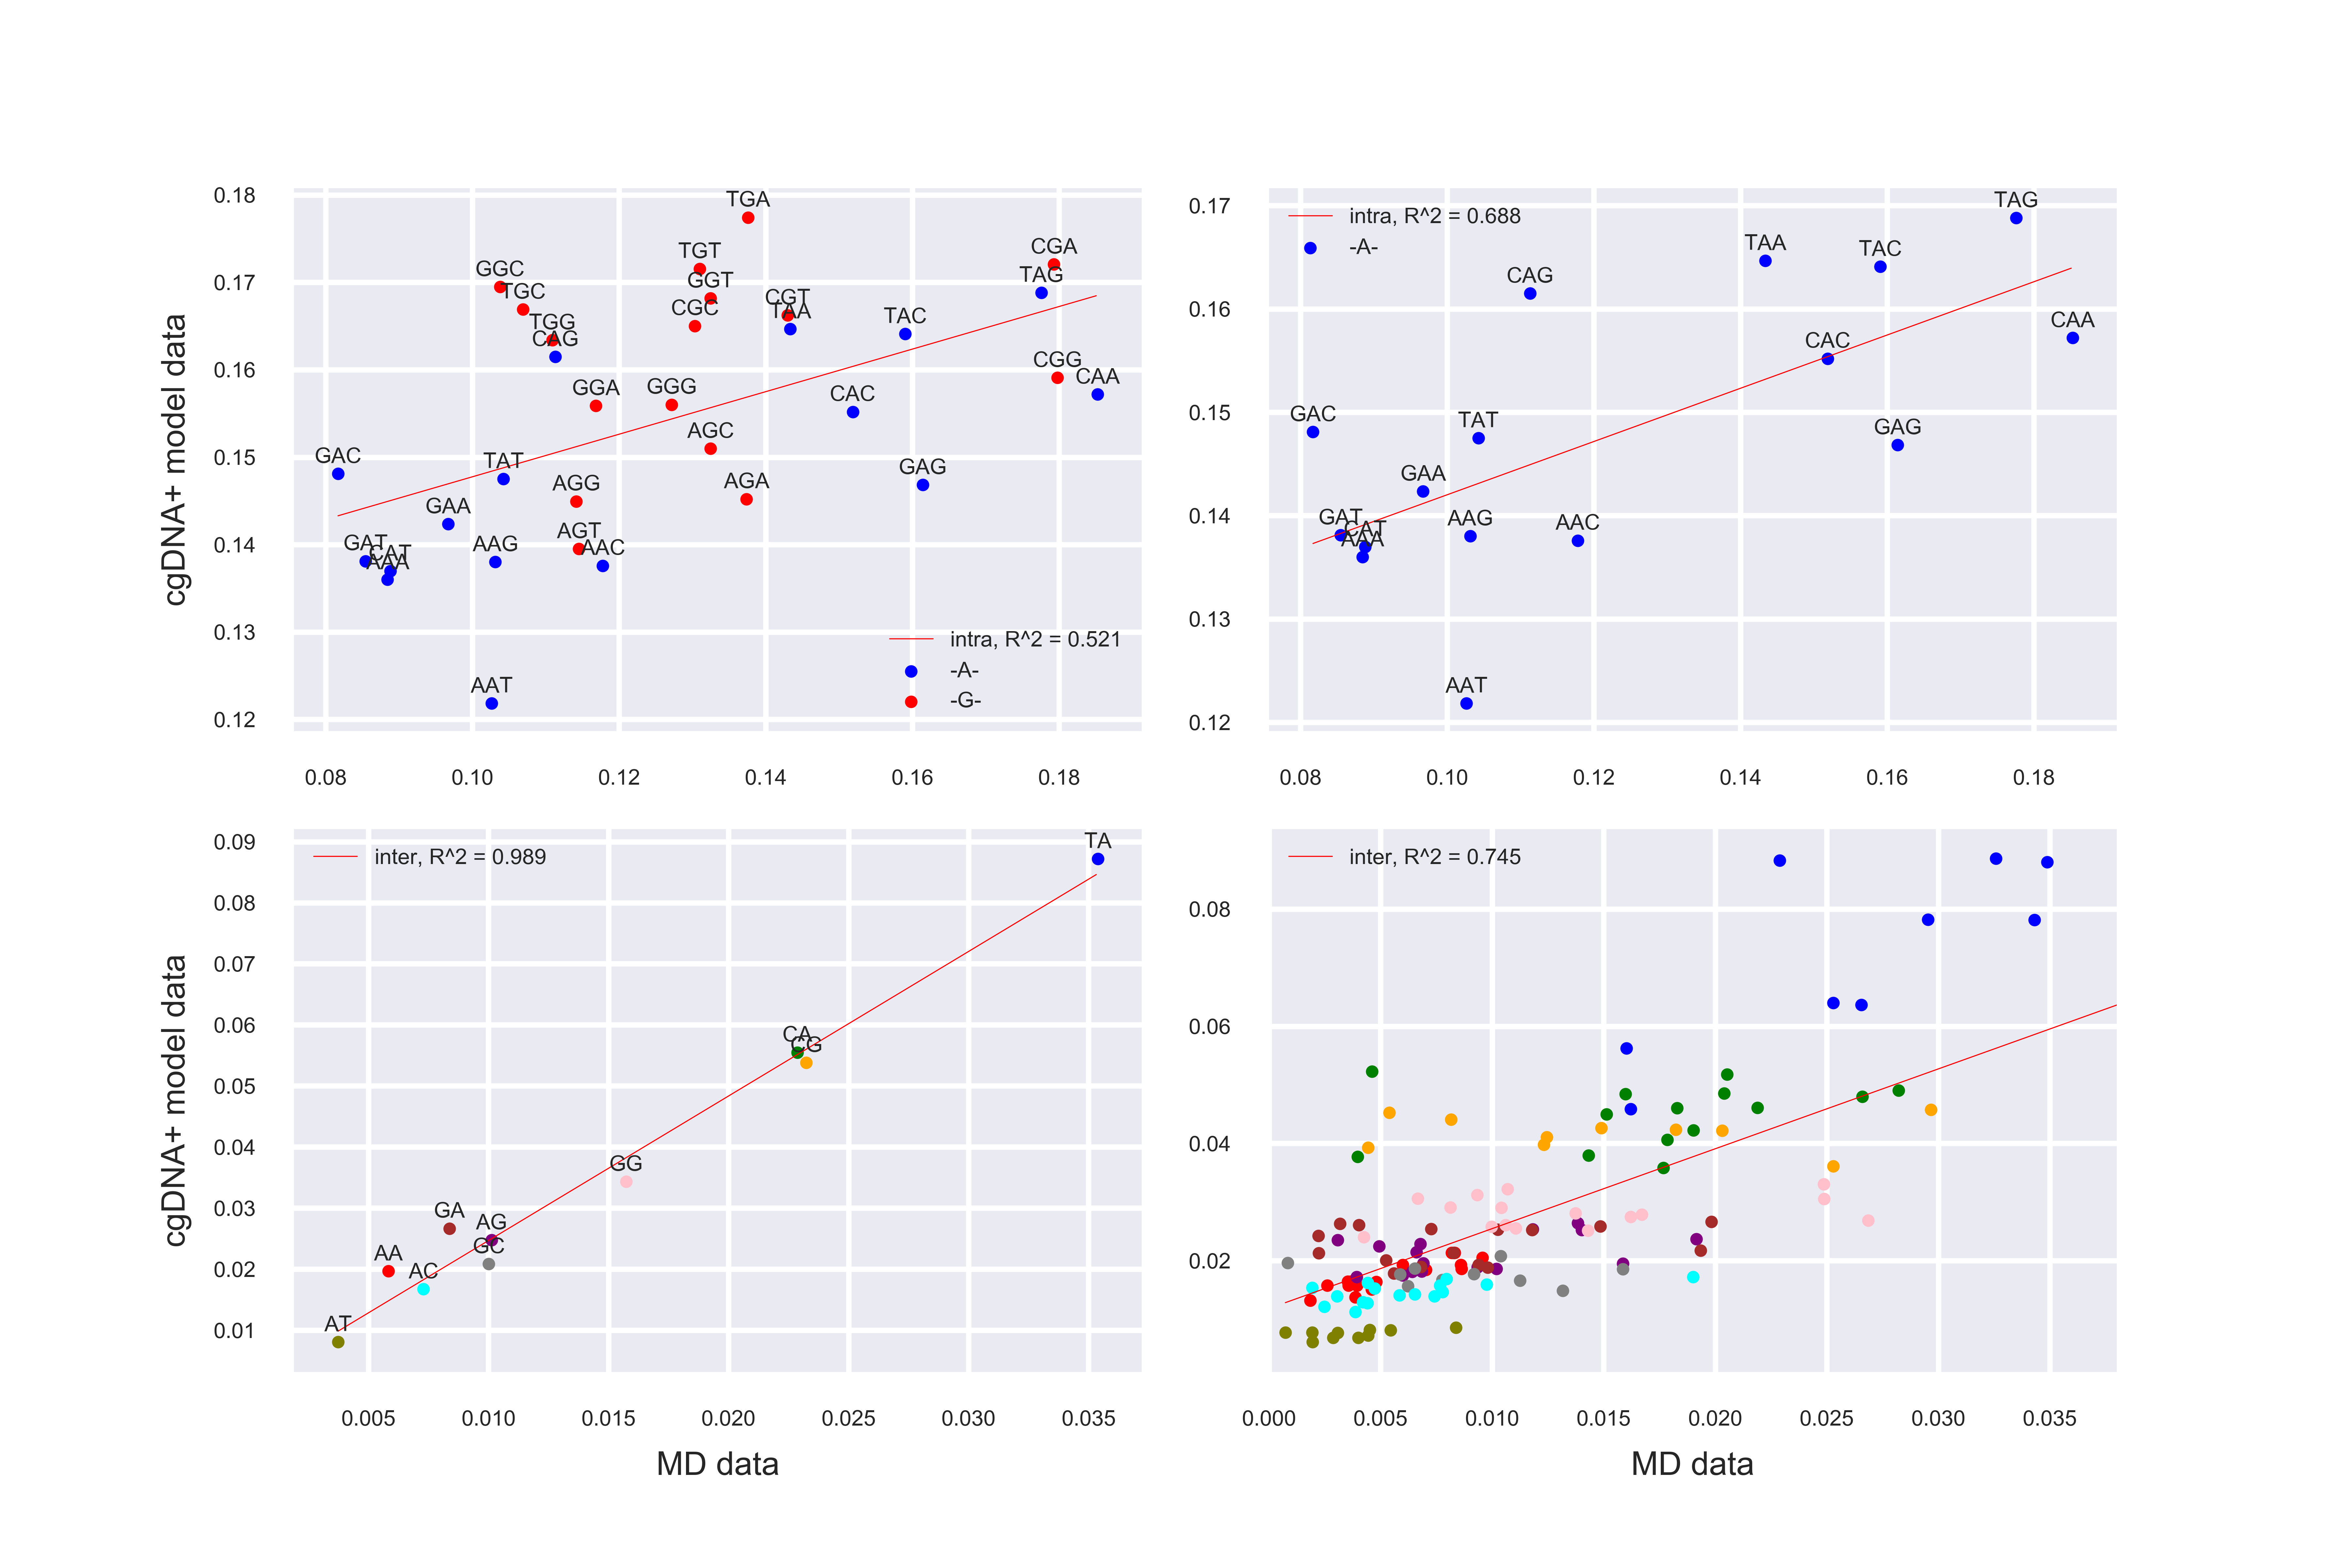 cgDNA+ model data
0.18
0.17
0.16
0.15
0.14
0.13
0.12
TGA
TGT
CGA
GGC
TAG
GGT
TGC
CGT
CGC
TAA
TAC
TGG
CAG
CGG
CAA
GGA
GGG
CAC
AGC
GAC
TAT
GAG
AGG
AGA
GAA
GAT
AAG
AGT
AAC
CAT
AAA
AAT
intra, R^2 = 0.521
-A-
-G-
0.08 0.10 0.12 0.14 0.16 0.18
0.17
0.16
0.15
0.14
0.13
0.12
intra, R^2 = 0.688
-A-
TAG
TAA
TAC
CAG
CAA
CAC
GAC
TAT
GAG
GAA
GAT
AAG
AAC
CAT
AAA
AAT
0.08 0.10 0.12 0.14 0.16 0.18
cgDNA+ model data
0.09
0.08
0.07
0.06
0.05
0.04
0.03
0.02
0.01
inter, R^2 = 0.989
TA
CA
CG
GG
GA
AG
GC
AA
AC
AT
0.005 0.010 0.015 0.020 0.025 0.030 0.035
MD data
0.08
0.06
0.04
0.02
inter, R^2 = 0.745
0.000 0.005 0.010 0.015 0.020 0.025 0.030 0.035
MD data